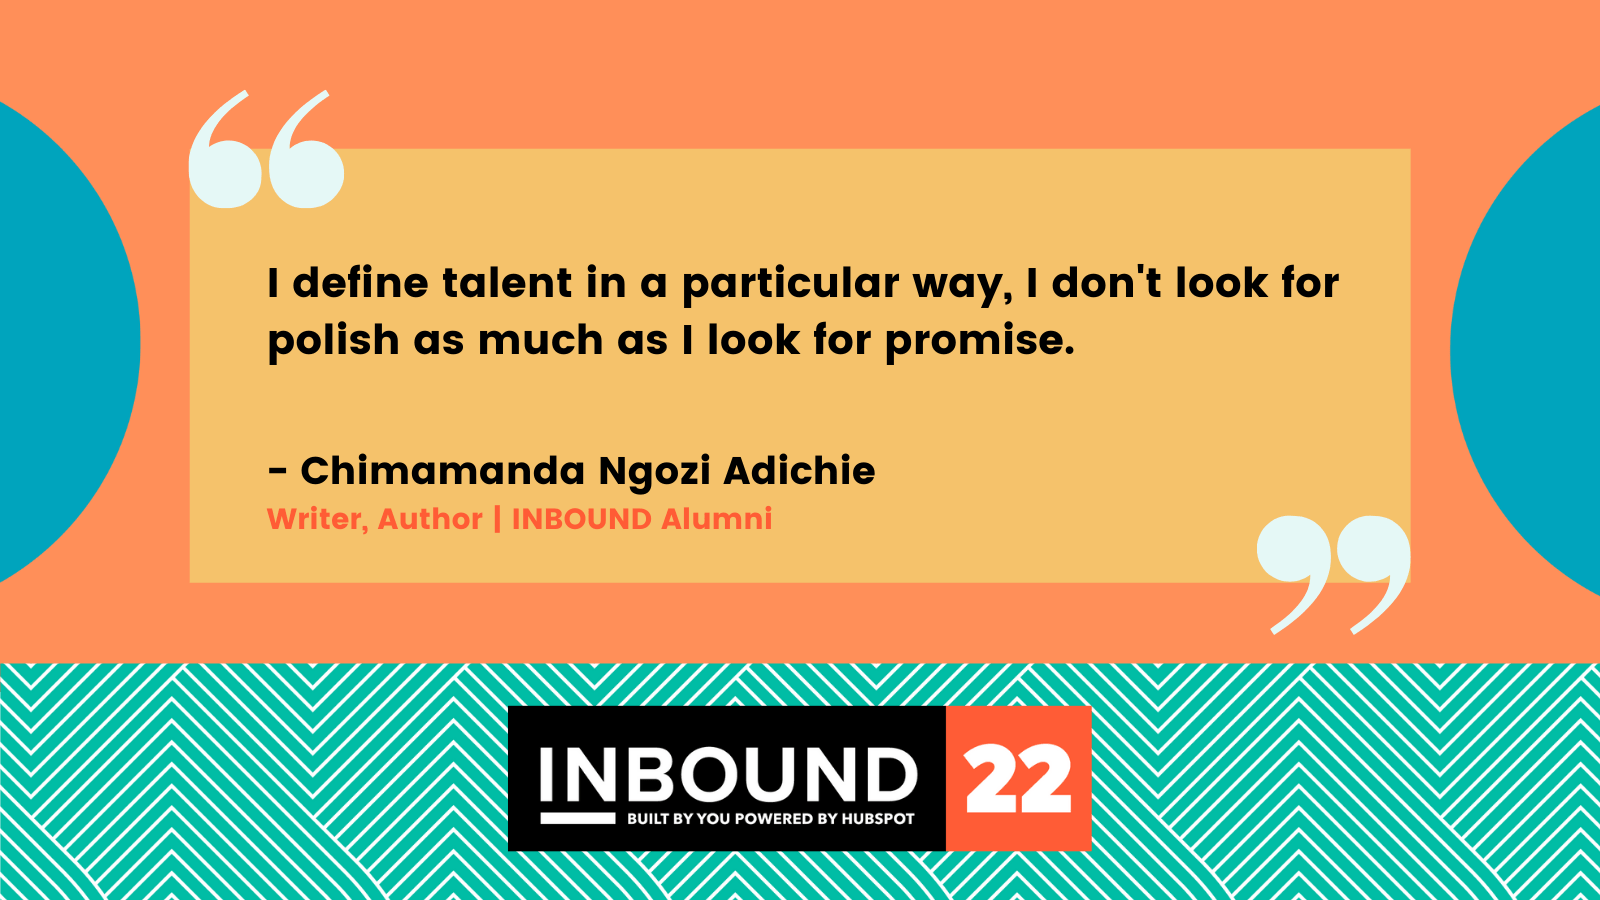 “
I define talent in a particular way, I don't look for
polish as much as I look for promise.
- Chimamanda Ngozi Adichie
Writer, Author | INBOUND Alumni
”
INBOUND 22
BUILT BY YOU POWERED BY HUBSPOT